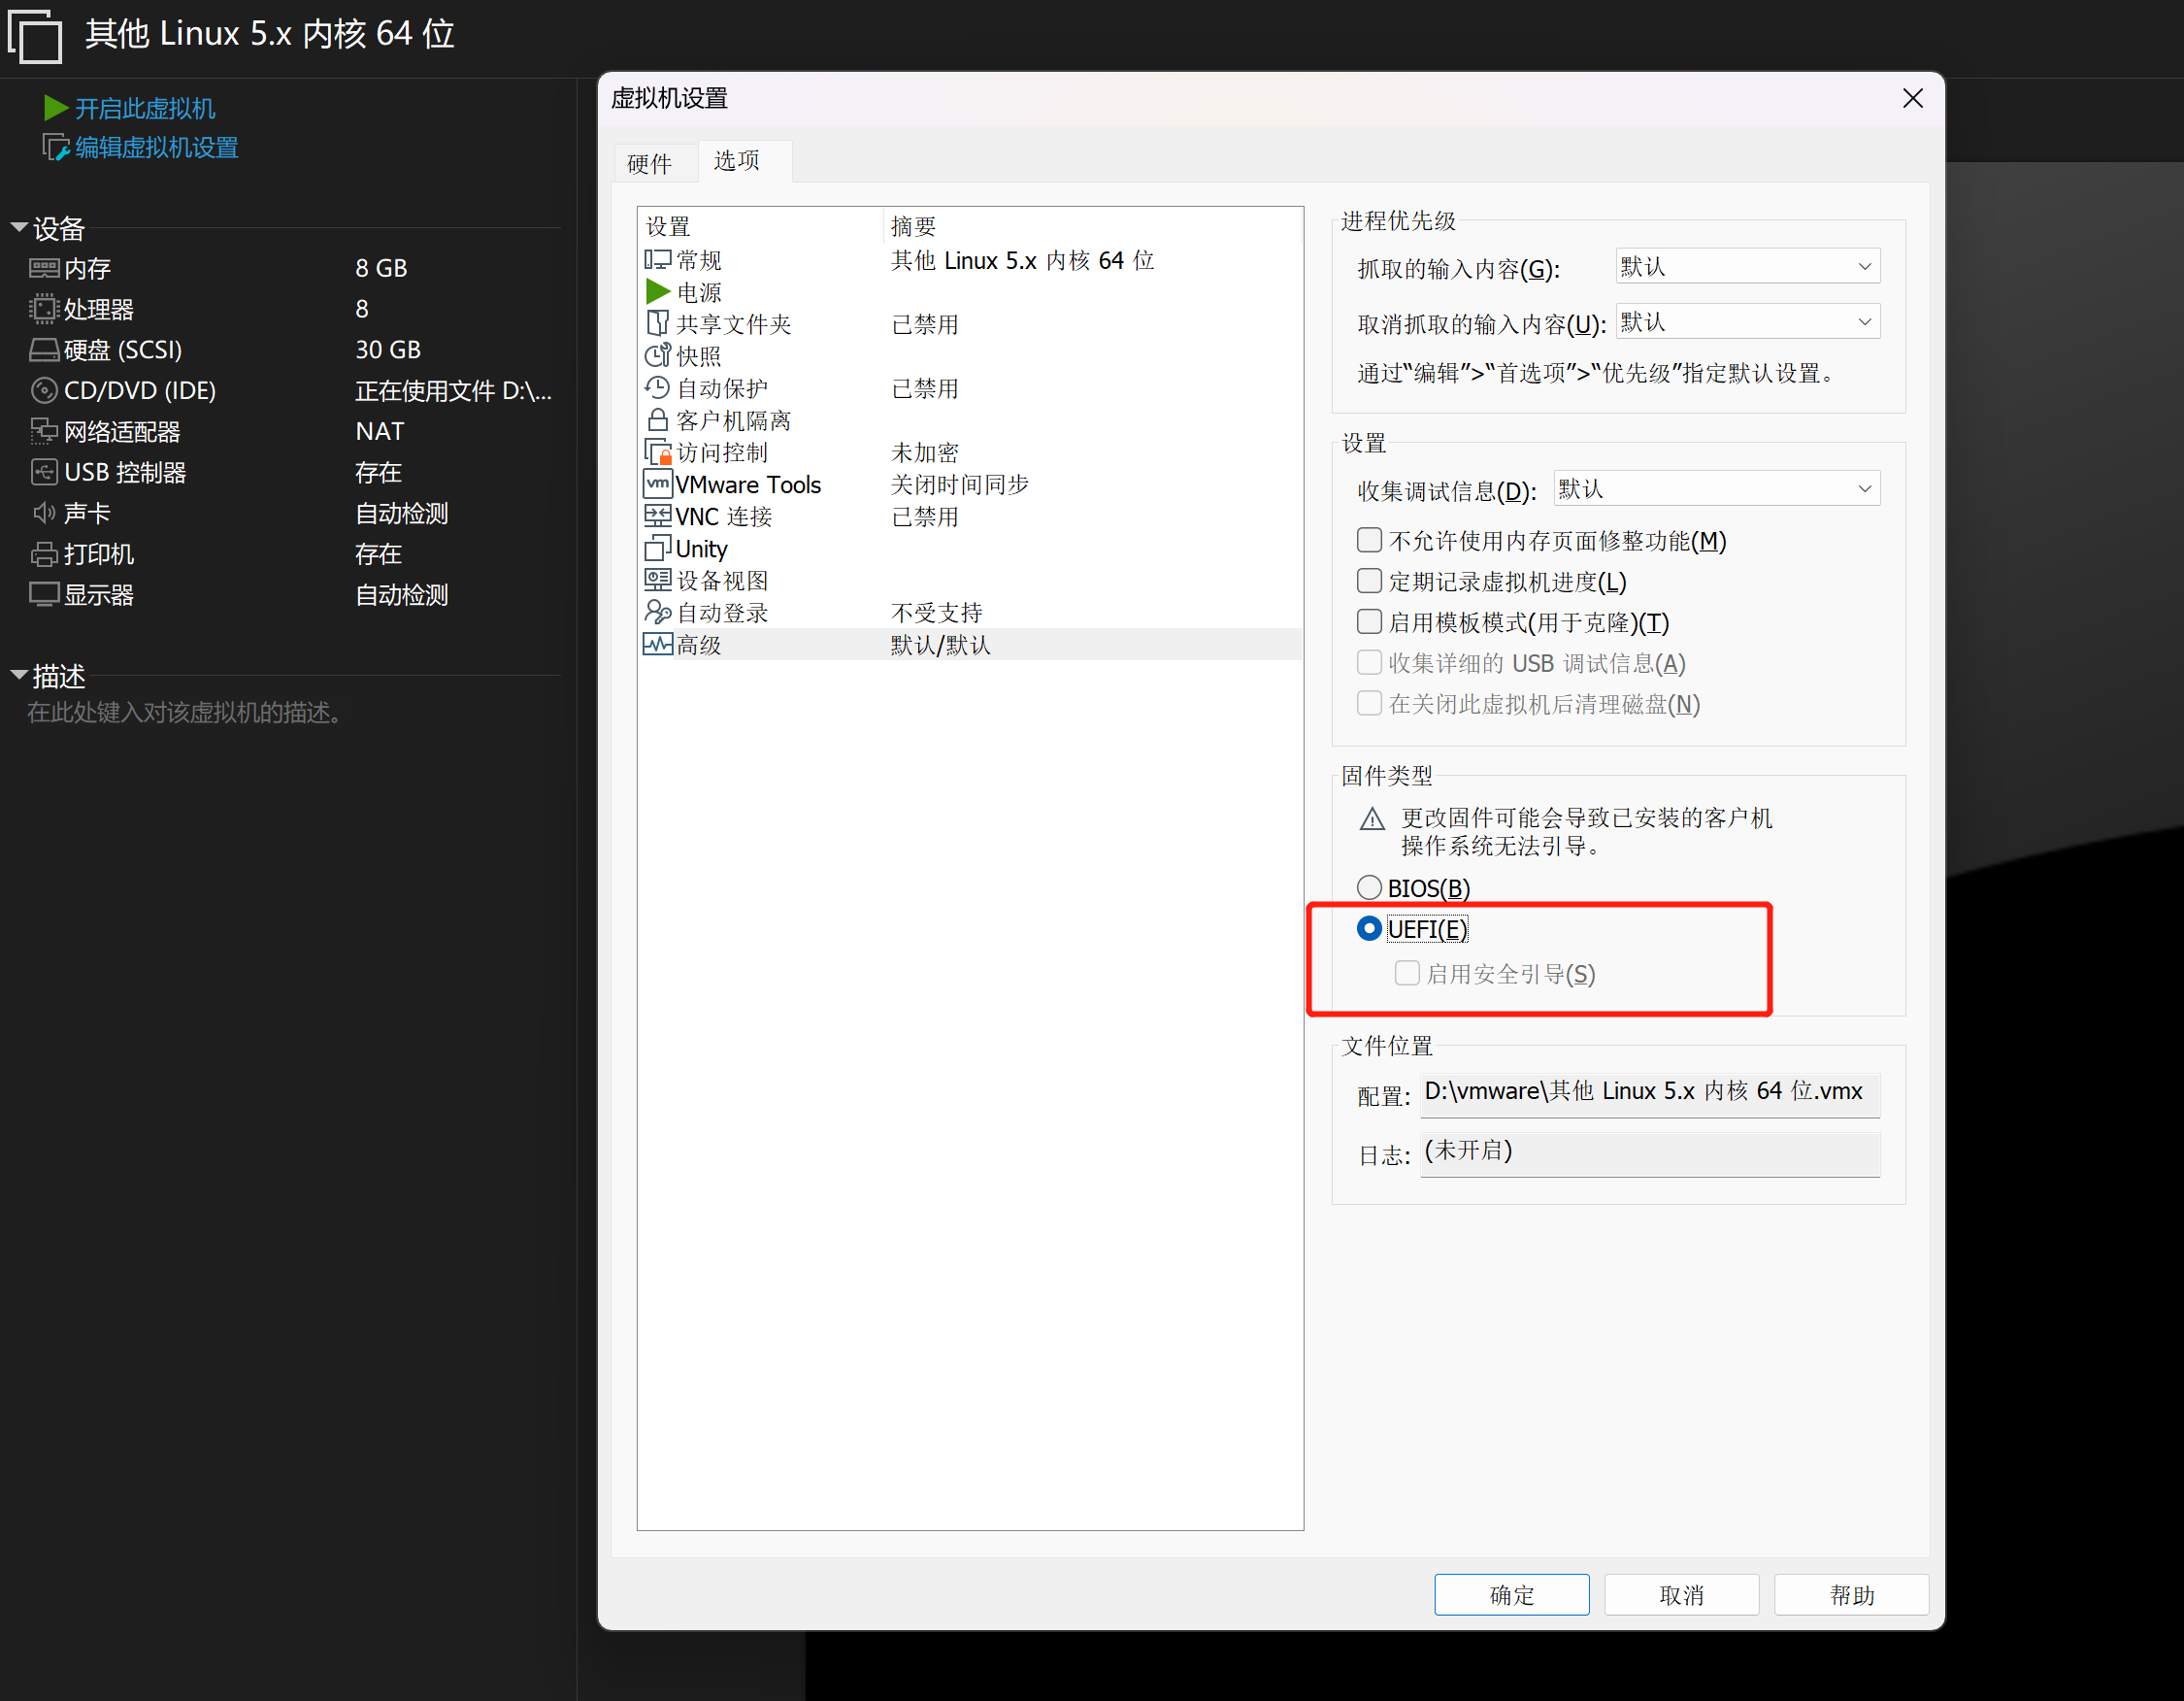 其他 Linux 5.x 内核 64 位
开启此虚拟机
编辑虚拟机设置
设备
内存 8 GB
处理器 8
硬盘 (SCSI) 30 GB
CD/DVD (IDE) 正在使用文件 D:\...
网络适配器 NAT
USB 控制器 存在
声卡 自动检测
打印机 存在
显示器 自动检测
描述
在此处键入对该虚拟机的描述。
虚拟机设置
硬件 选项
设置 摘要
常规 其他 Linux 5.x 内核 64 位
电源
共享文件夹 已禁用
快照
自动保护 已禁用
客户机隔离
访问控制 未加密
vm VMware Tools 关闭时间同步
VNC 连接 已禁用
Unity
设备视图
自动登录 不受支持
高级 默认/默认
进程优先级
抓取的输入内容(G): 默认
取消抓取的输入内容(U): 默认
通过“编辑”>“首选项”>“优先级”指定默认设置。
设置
收集调试信息(D): 默认
不允许使用内存页面修整功能(M)
定期记录虚拟机进度(L)
启用模板模式(用于克隆)(T)
收集详细的 USB 调试信息(A)
在关闭此虚拟机后清理磁盘(N)
固件类型
更改固件可能会导致已安装的客户机
操作系统无法引导。
BIOS(B)
UEFI(E)
启用安全引导(S)
文件位置
配置: D:\vmware\其他 Linux 5.x 内核 64 位.vmx
日志: (未开启)
确定 取消 帮助